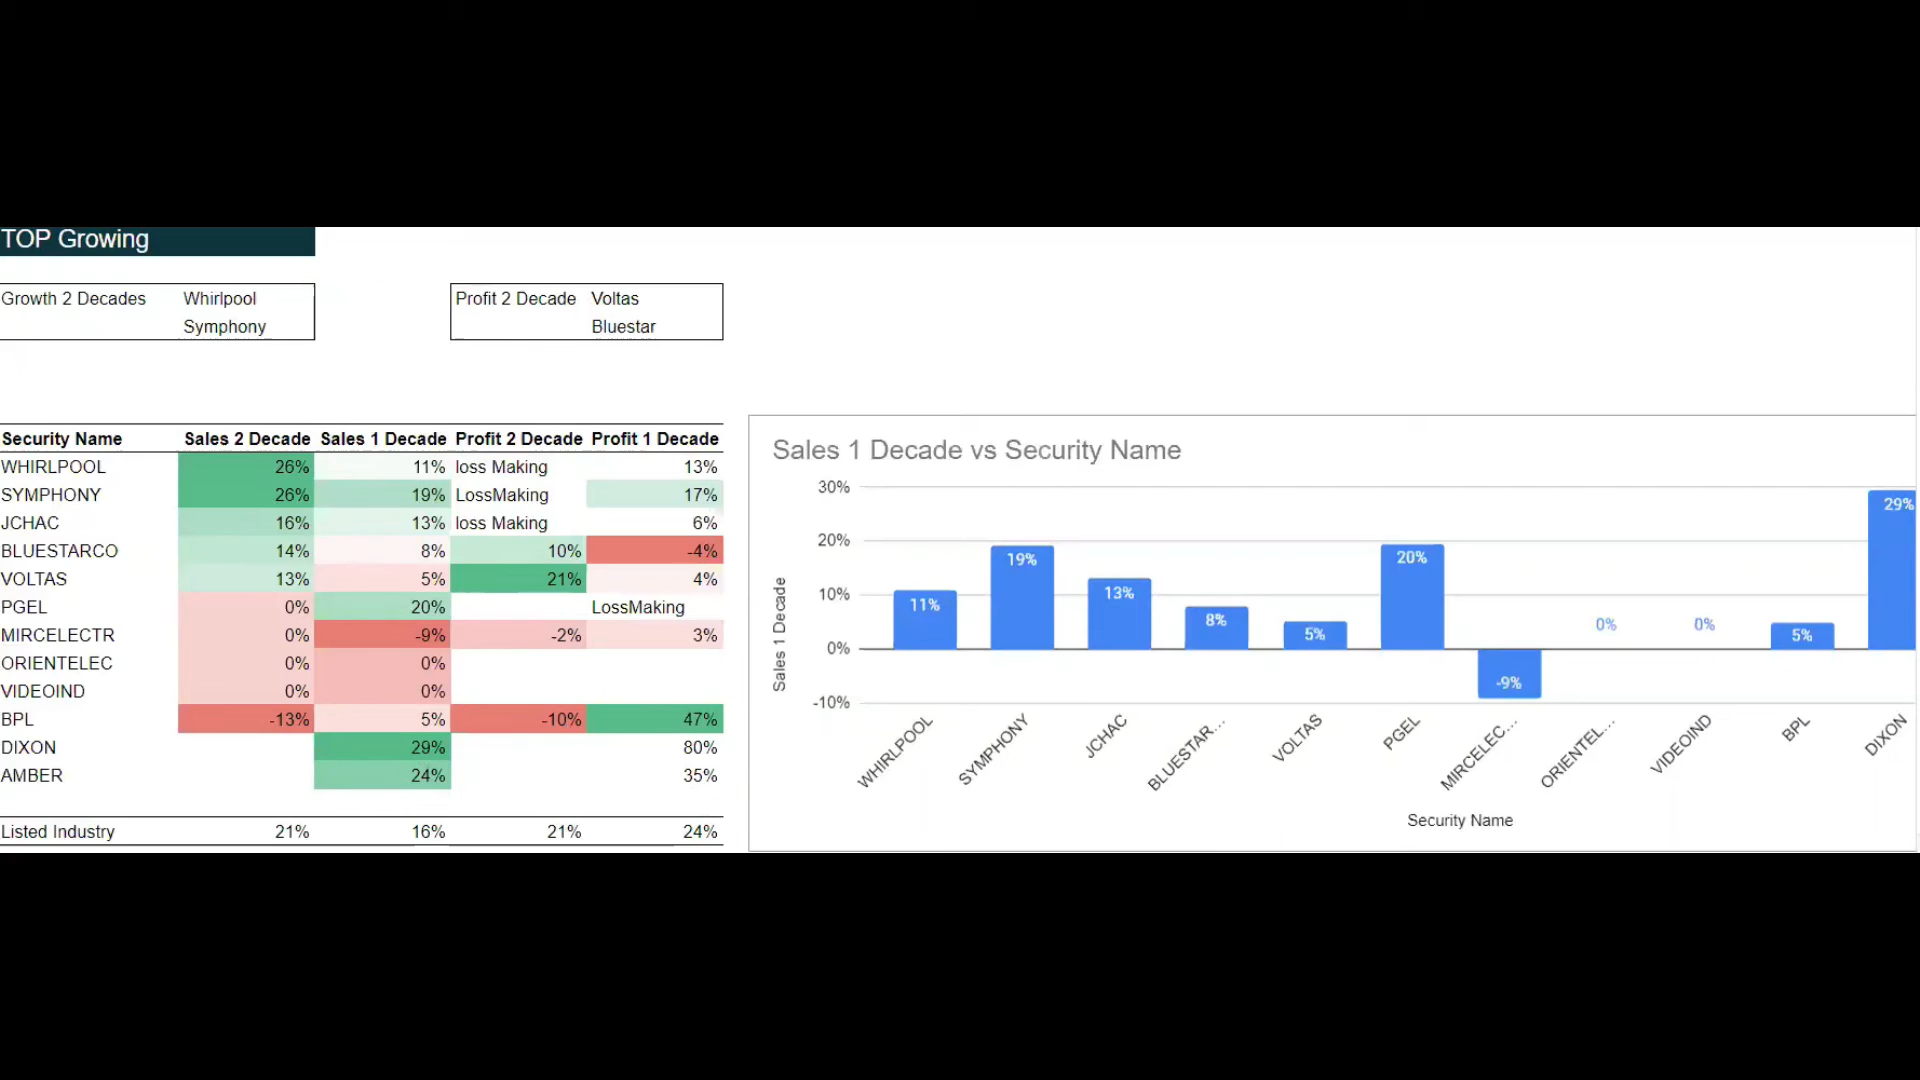 TOP Growing
Growth 2 Decades Whirlpool
Symphony
Profit 2 Decade Voltas
Bluestar
Security Name Sales 2 Decade Sales 1 Decade Profit 2 Decade Profit 1 Decade
WHIRLPOOL 26% 11% loss Making 13%
SYMPHONY 26% 19% LossMaking 17%
JCHAC 16% 13% loss Making 6%
BLUESTARCO 14% 8% 10% -4%
VOLTAS 13% 5% 21% 4%
PGEL 0% 20% LossMaking
MIRCELECTR 0% -9% -2% 3%
ORIENTELEC 0% 0%
VIDEOIND 0% 0%
BPL -13% 5% -10% 47%
DIXON 29% 80%
AMBER 24% 35%
Listed Industry 21% 16% 21% 24%
Sales 1 Decade vs Security Name
Sales 1 Decade
30%
20%
10%
0%
-10%
11% 19% 13% 8% 5% 20% -9% 0% 0% 5% 29%
WHIRLPOOL SYMPHONY JCHAC BLUESTAR... VOLTAS PGEL MIRCELEC... ORIENTEL... VIDEOIND BPL DIXON
Security Name